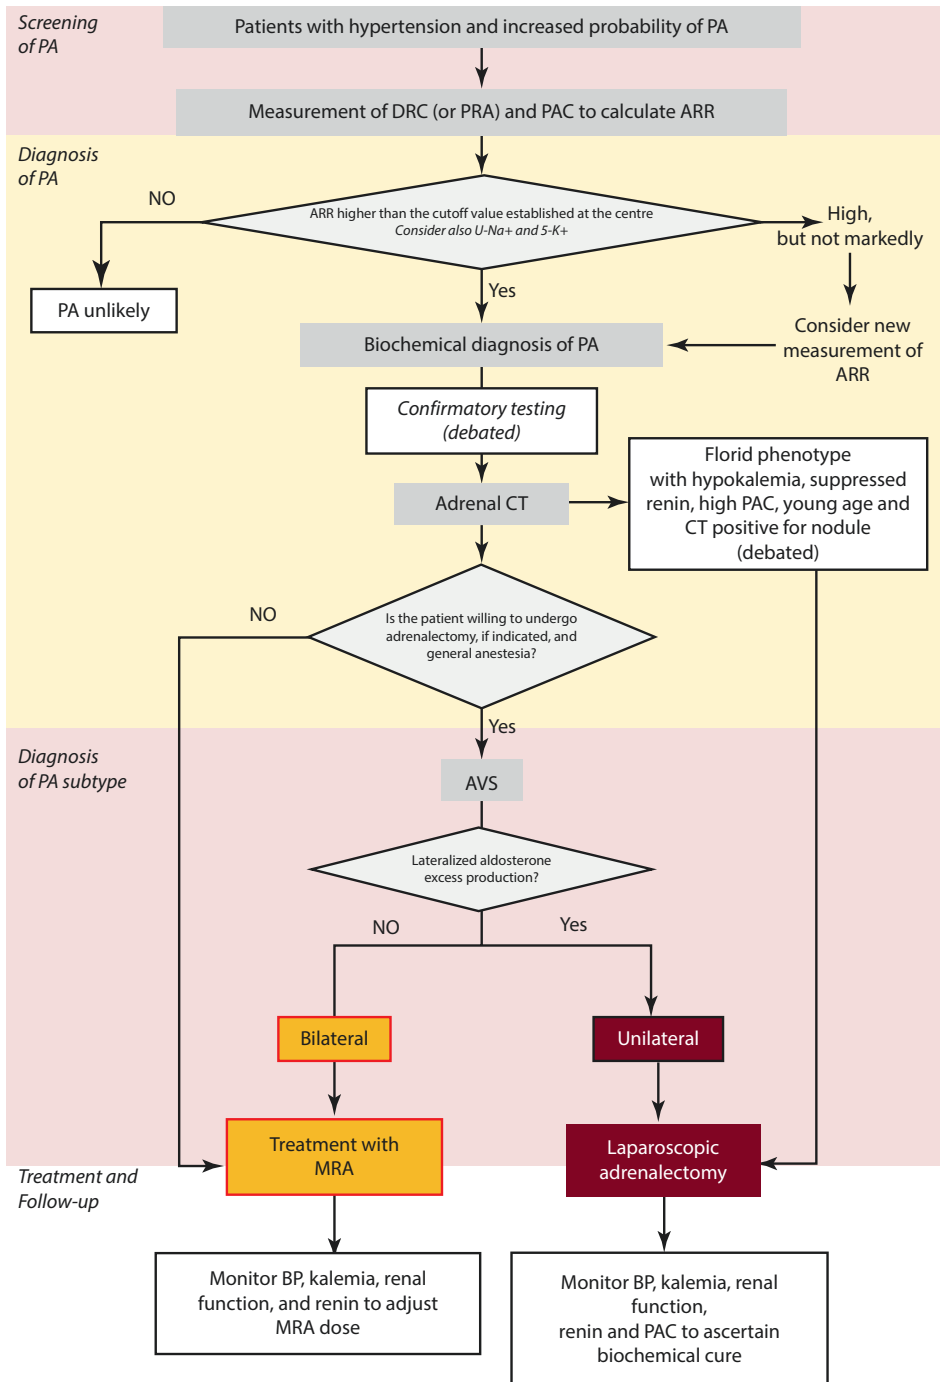 Screening
of PA
Patients with hypertension and increased probability of PA
Measurement of DRC (or PRA) and PAC to calculate ARR
Diagnosis
of PA
NO
ARR higher than the cutoff value established at the centre
Consider also U-Na+ and 5-K+
High,
but not markedly
PA unlikely
Yes
Biochemical diagnosis of PA
Consider new
measurement of
ARR
Confirmatory testing
(debated)
Adrenal CT
Florid phenotype
with hypokalemia, suppressed
renin, high PAC, young age and
CT positive for nodule
(debated)
NO
Is the patient willing to undergo
adrenalectomy, if indicated, and
general anestesia?
Yes
Diagnosis
of PA subtype
AVS
Lateralized aldosterone
excess production?
NO
Yes
Bilateral
Unilateral
Treatment with
MRA
Laparoscopic
adrenalectomy
Treatment and
Follow-up
Monitor BP, kalemia, renal
function, and renin to adjust
MRA dose
Monitor BP, kalemia, renal
function,
renin and PAC to ascertain
biochemical cure